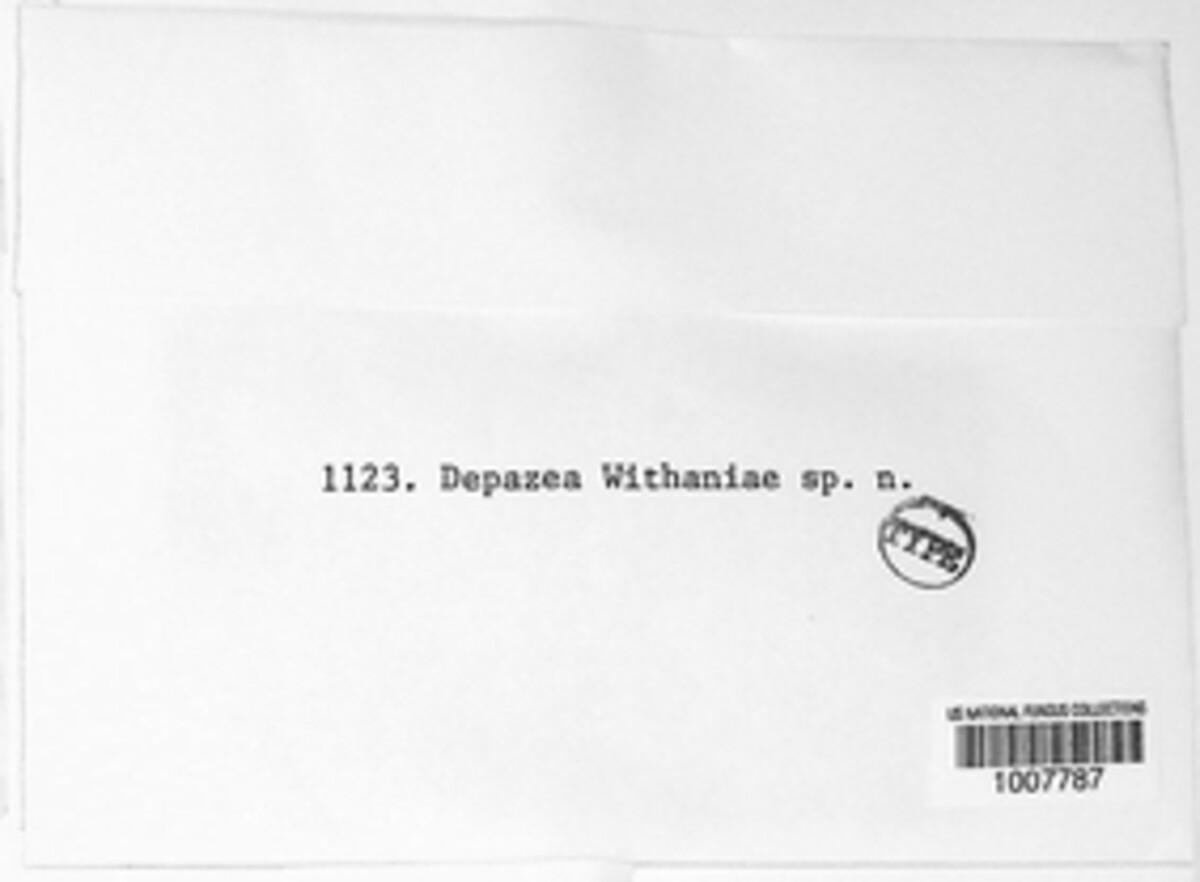 1123. Depazea Withaniae sp. n.
TYPE
US NATIONAL FUNGUS COLLECTIONS
1007787